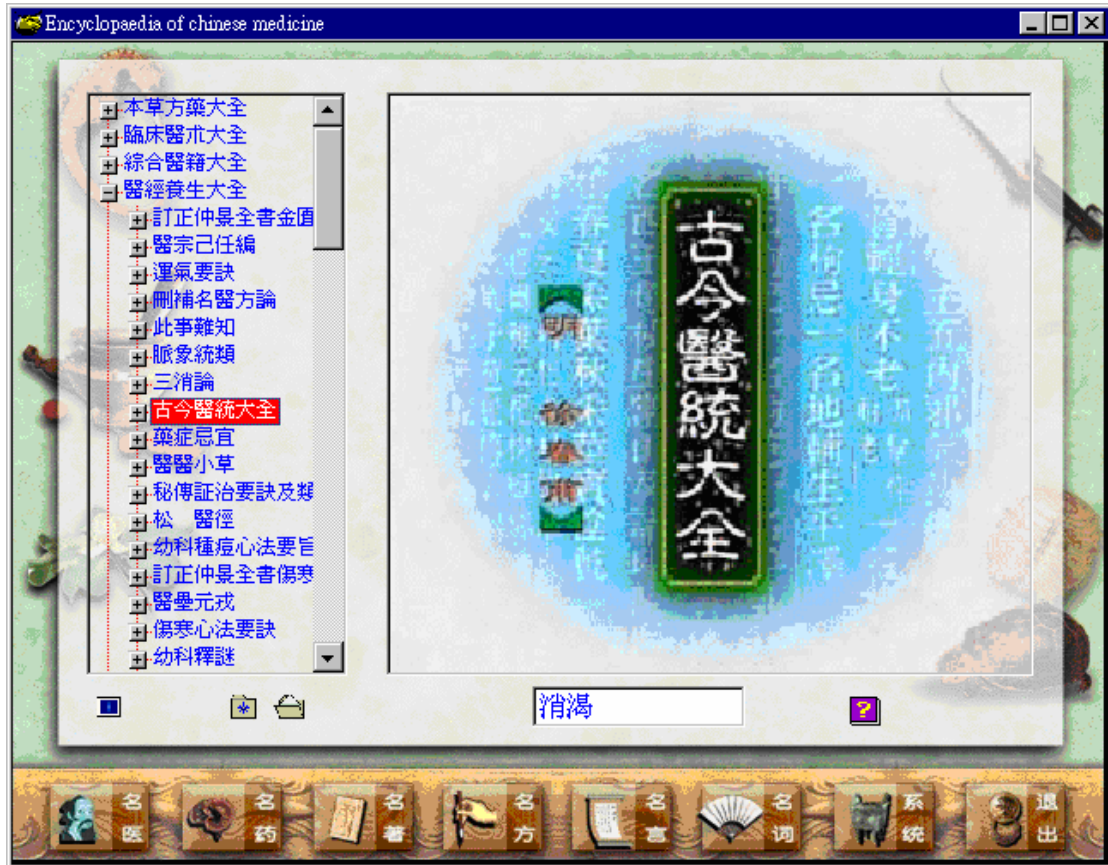 Encyclopaedia of chinese medicine
本草方藥大全
臨床醫朮大全
綜合醫籍大全
醫經養生大全
訂正仲景全書金匱
醫宗己任編
運氣要訣
刪補名醫方論
此事難知
脈象統類
三消論
古今醫統大全
藥症忌宜
醫醫小草
秘傳証治要訣及類
松 醫徑
幼科種痘心法要旨
訂正仲景全書傷寒
醫壘元戎
傷寒心法要訣
幼科釋謎
古今醫統大全
明 徐春甫
消渴
名医
名药
名著
名方
名言
名词
系统
退出